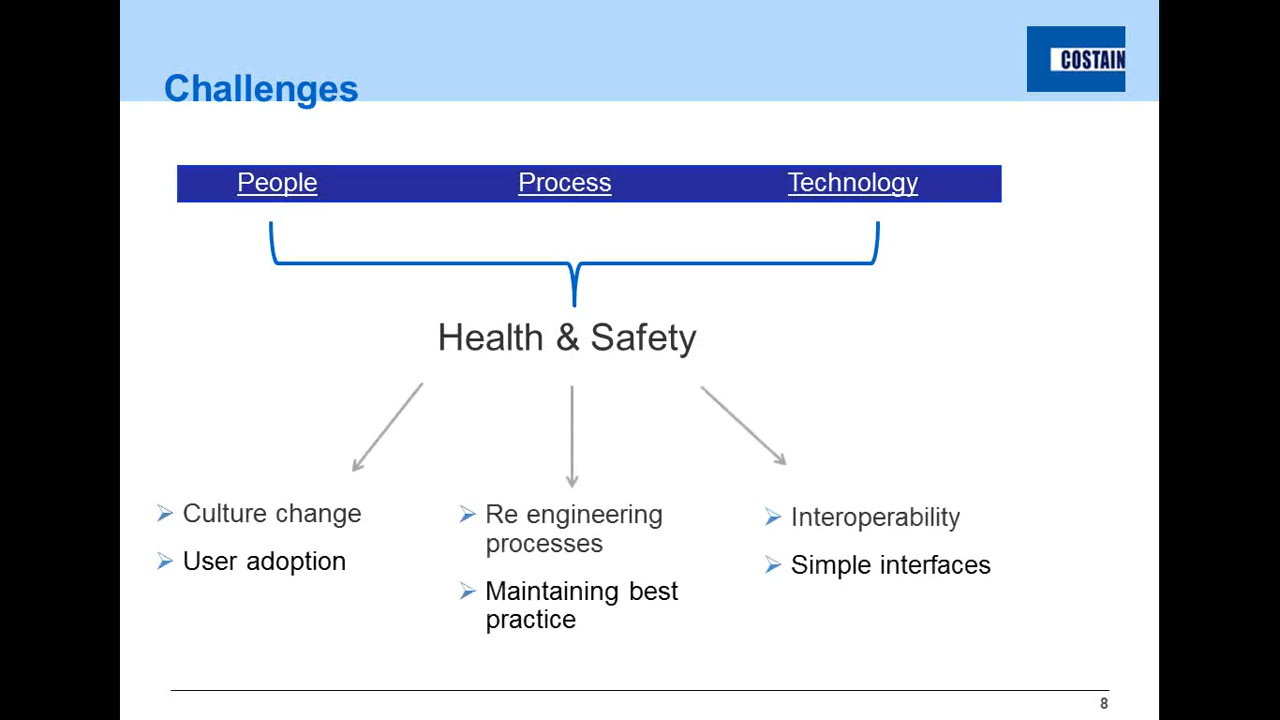 COSTAIN
Challenges
People Process Technology
Health & Safety
Culture change
User adoption
Re engineering
processes
Maintaining best
practice
Interoperability
Simple interfaces
8